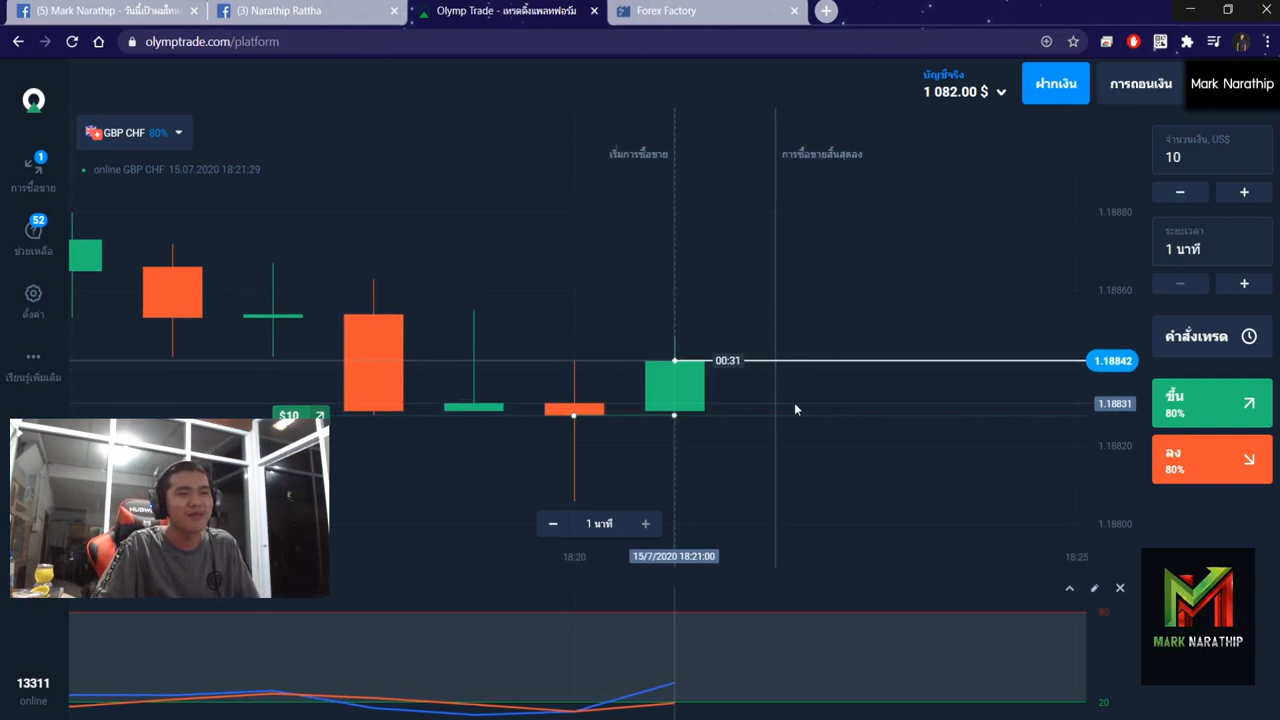 (5) Mark Narathip - วันนี้เป้าผมให
(3) Narathip Rattha
Olymp Trade - เทรดดิ้งแพลทฟอร์ม
Forex Factory
olymptrade.com/platform
บัญชีจริง
1 082.00 $
ฝากเงิน
การถอนเงิน
Mark Narathip
GBP CHF 80%
เริ่มการซื้อขาย
การซื้อขายสิ้นสุดลง
online GBP CHF 15.07.2020 18:21:29
จำนวนเงิน, US$
10
1
การซื้อขาย
52
ช่วยเหลือ
ตั้งค่า
เรียนรู้เพิ่มเติม
1.18880
1.18860
00:31
1.18842
1.18831
1.18820
1.18800
ระยะเวลา
1 นาที
คำสั่งเทรด
ขึ้น
80%
ลง
80%
$10
1 นาที
18:20
15/7/2020 18:21:00
18:25
80
20
MARK NARATHIP
13311
online